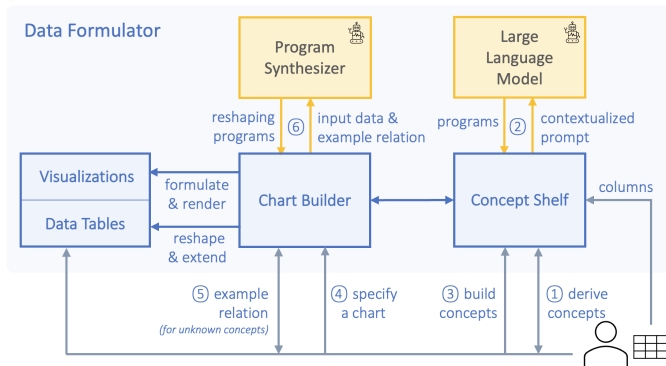 Data Formulator
Program
Synthesizer
Large
Language
Model
reshaping
programs
⑥
input data &
example relation
programs
②
contextualized
prompt
Visualizations
Data Tables
formulate
& render
reshape
& extend
Chart Builder
Concept Shelf
columns
⑤ example
relation
(for unknown concepts)
④ specify
a chart
③ build
concepts
① derive
concepts